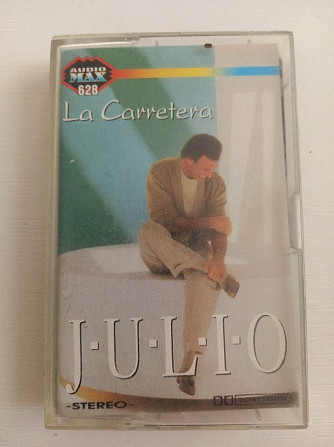 AUDIO
MAX
628
La Carretera
J·U·L·I·O
-STEREO-